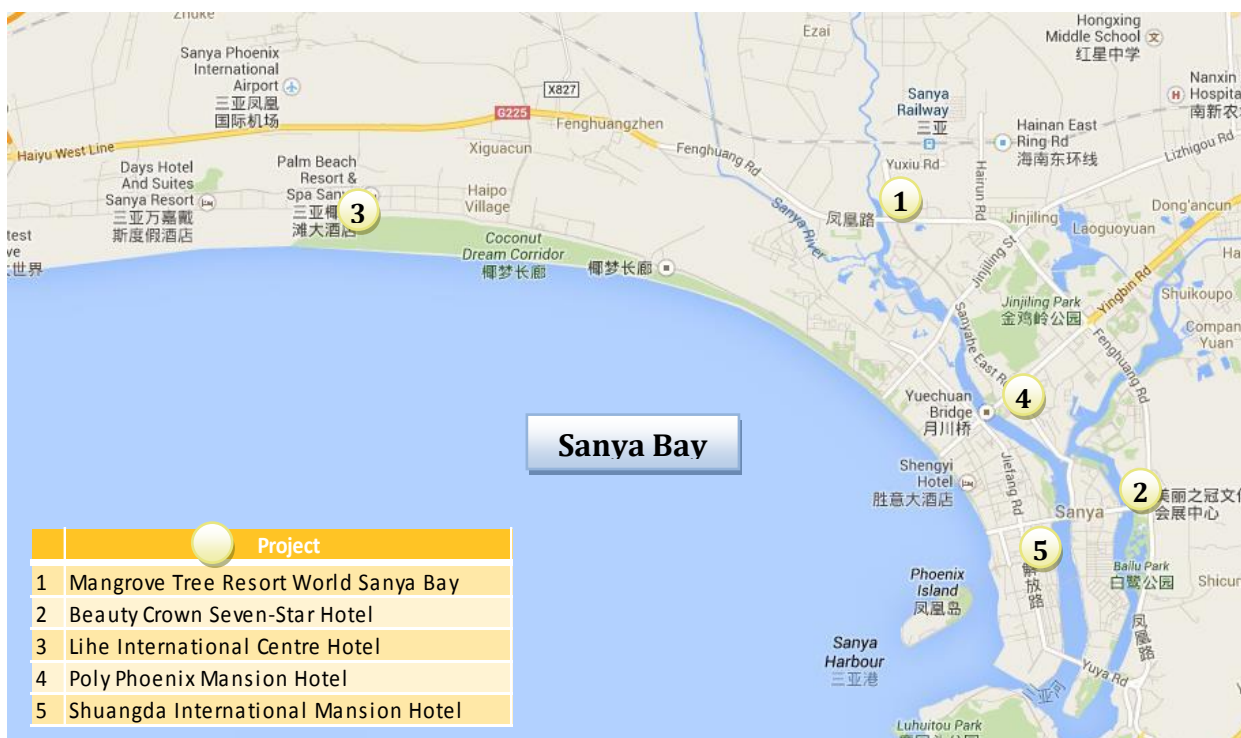 Zhuke
Ezai
Hongxing
Middle School
红星中学
Sanya Phoenix
International
Airport
三亚凤凰
国际机场
X827
G225
Fenghuangzhen
Sanya
Railway
三亚
Nanxin
Hospita
南新农
Hainan East
Ring Rd
海南东环线
Haiyu West Line
Xiguacun
Fenghuang Rd
Yuxiu Rd
Hairun Rd
Lizhigou Rd
Days Hotel
And Suites
Sanya Resort
三亚万嘉戴
斯度假酒店
Palm Beach
Resort &
Spa Sanya
三亚椰
滩大酒店
3
Haipo
Village
1
Sanya River
凤凰路
Jinjiling
Laoguoyuan
Dong'ancun
test
ve
世界
Coconut
Dream Corridor
椰梦长廊
椰梦长廊
Jinjiling St
Ha
Jinjiling Park
金鸡岭公园
Yingbin Rd
Shuikoupo
Sanyahe East R
Compan
Yuan
Fenghuang Rd
4
Yuechuan
Bridge
月川桥
Sanya Bay
Jiefang Rd
Shengyi
Hotel
胜意大酒店
2
美丽之冠文
会展中心
Sanya
5
解放路
Bailu Park
白鹭公园
Shicun
Phoenix
Island
凤凰岛
凤凰路
Sanya
Harbour
三亚港
Yuya Rd
三亚河
Luhuitou Park
Project
1 Mangrove Tree Resort World Sanya Bay
2 Beauty Crown Seven-Star Hotel
3 Lihe International Centre Hotel
4 Poly Phoenix Mansion Hotel
5 Shuangda International Mansion Hotel